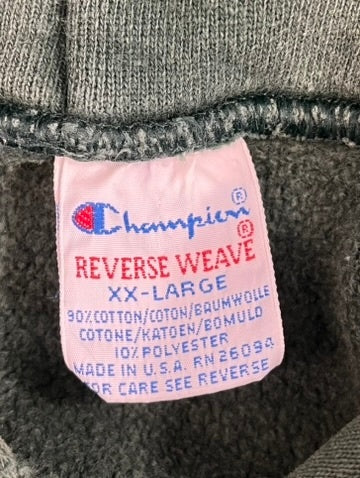 Champion®
REVERSE WEAVE®
XX-LARGE
90% COTTON/COTON/BAUMWOLLE
COTONE/KATOEN/BOMULD
10% POLYESTER
MADE IN U.S.A. RN 26094
FOR CARE SEE REVERSE